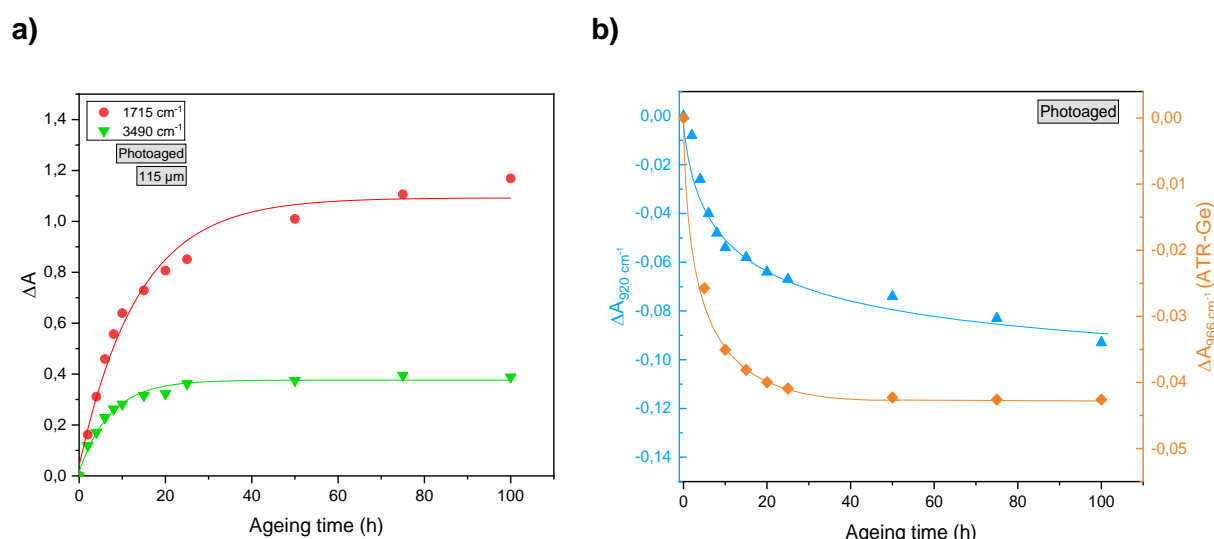 a)
1715 cm⁻¹
3490 cm⁻¹
Photoaged
115 µm
1,4
1,2
1,0
0,8
0,6
0,4
0,2
0,0
ΔA
0 20 40 60 80 100
Ageing time (h)
b)
Photoaged
0,00
-0,02
-0,04
-0,06
-0,08
-0,10
-0,12
-0,14
ΔA920 cm⁻¹
0,00
-0,01
-0,02
-0,03
-0,04
-0,05
ΔA966 cm⁻¹ (ATR-Ge)
0 20 40 60 80 100
Ageing time (h)